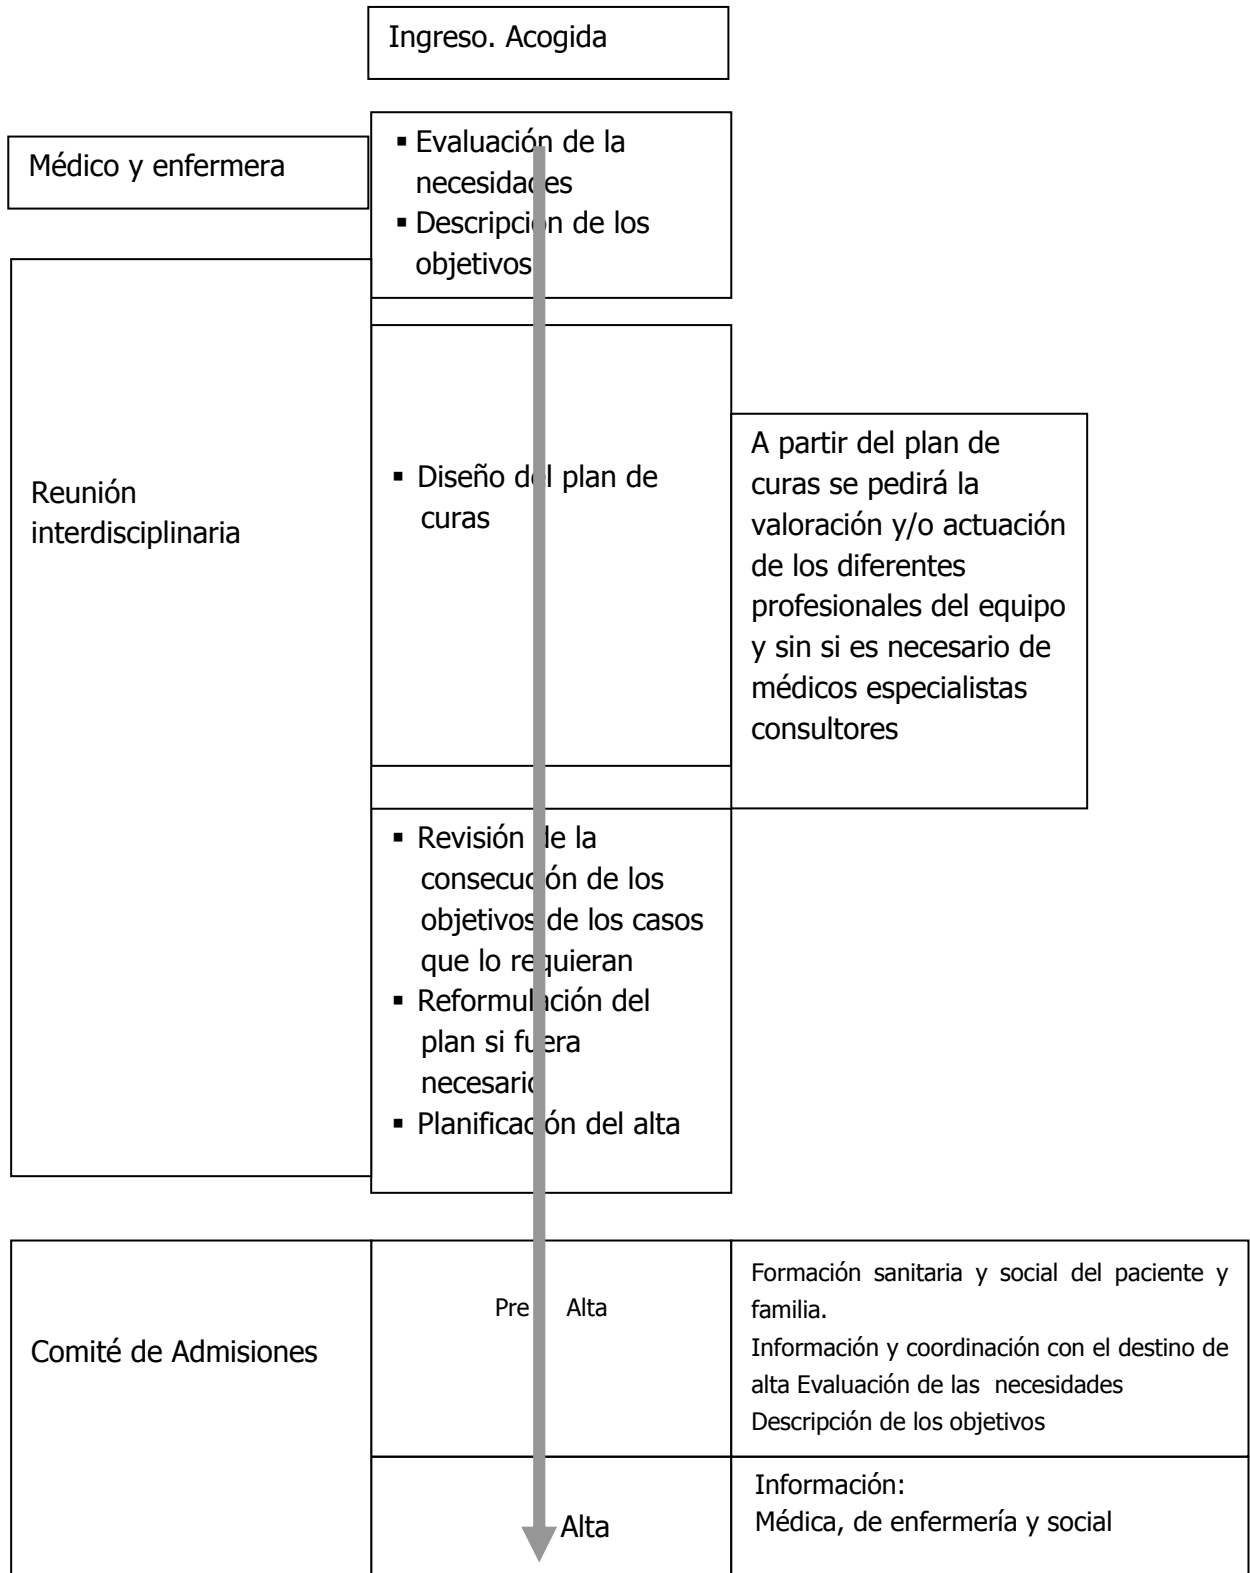 Ingreso. Acogida
Médico y enfermera
▪ Evaluación de la
necesidades
▪ Descripción de los
objetivos
Reunión
interdisciplinaria
▪ Diseño del plan de
curas
A partir del plan de
curas se pedirá la
valoración y/o actuación
de los diferentes
profesionales del equipo
y sin si es necesario de
médicos especialistas
consultores
▪ Revisión de la
consecución de los
objetivos de los casos
que lo requieran
▪ Reformulación del
plan si fuera
necesario
▪ Planificación del alta
Comité de Admisiones
Pre Alta
Formación sanitaria y social del paciente y
familia.
Información y coordinación con el destino de
alta Evaluación de las necesidades
Descripción de los objetivos
Alta
Información:
Médica, de enfermería y social